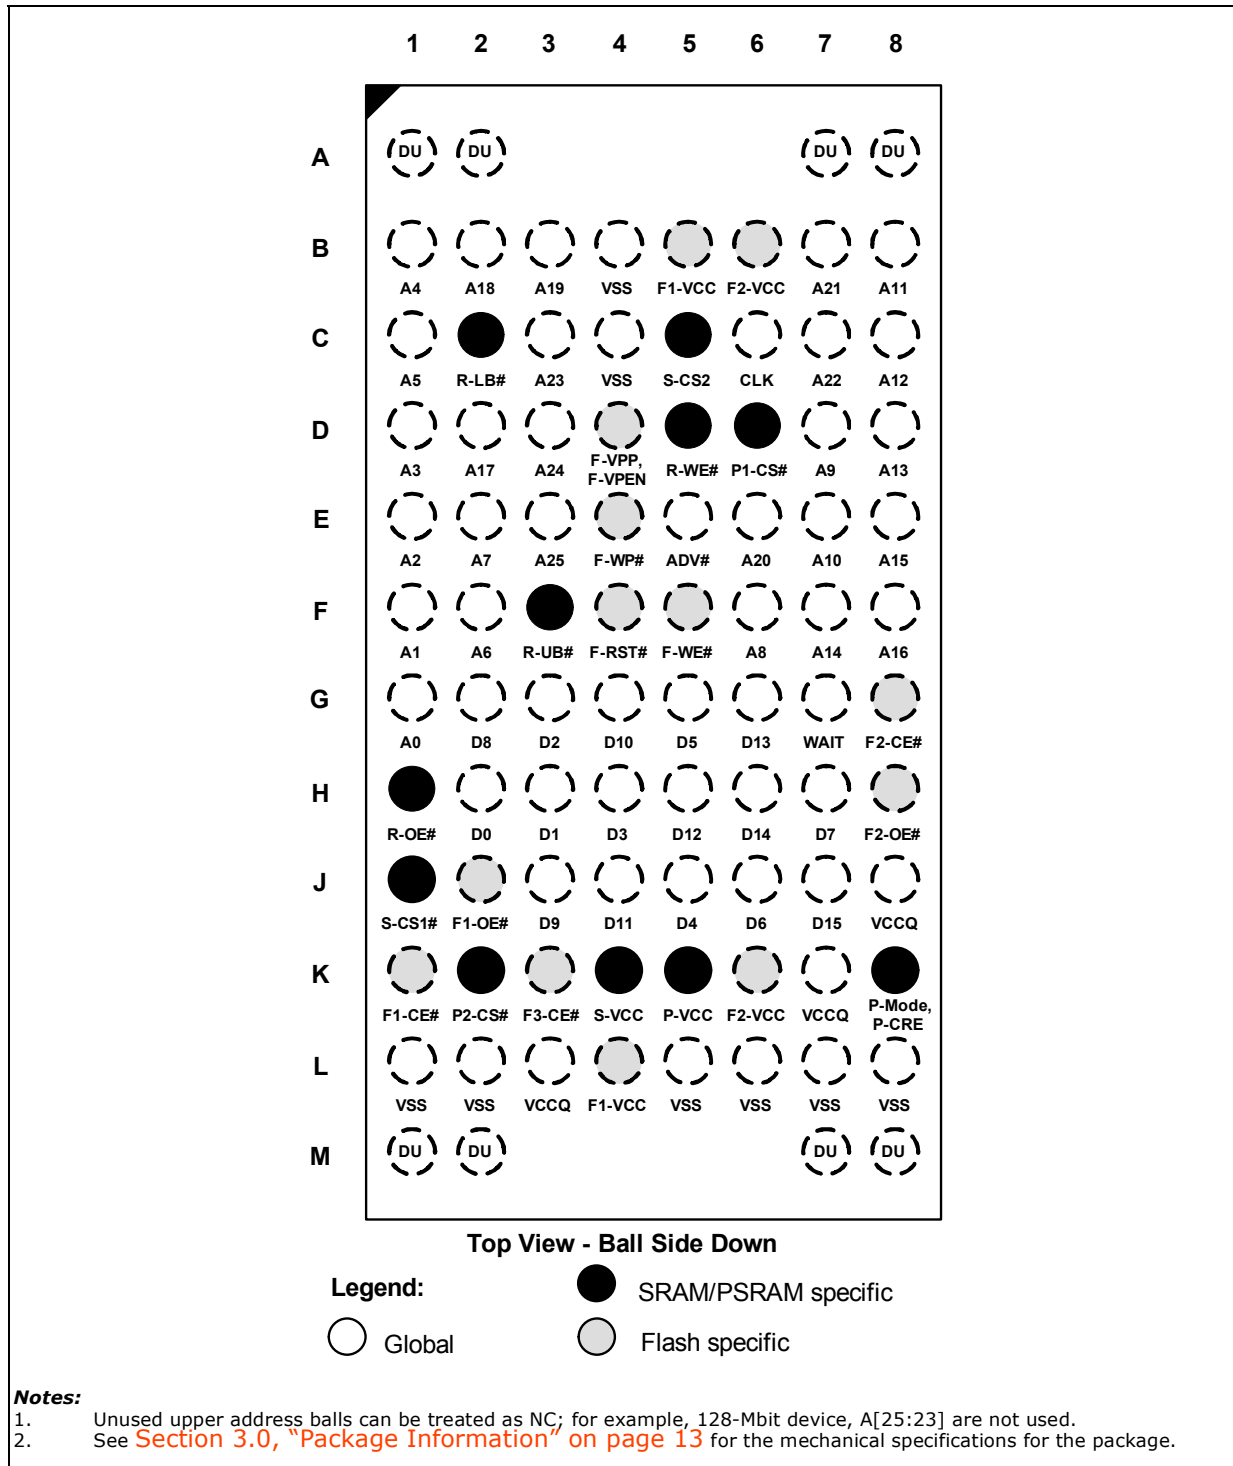 1 2 3 4 5 6 7 8
A DU DU DU DU
B
A4 A18 A19 VSS F1-VCC F2-VCC A21 A11
C
A5 R-LB# A23 VSS S-CS2 CLK A22 A12
D
A3 A17 A24 F-VPP, F-VPEN R-WE# P1-CS# A9 A13
E
A2 A7 A25 F-WP# ADV# A20 A10 A15
F
A1 A6 R-UB# F-RST# F-WE# A8 A14 A16
G
A0 D8 D2 D10 D5 D13 WAIT F2-CE#
H
R-OE# D0 D1 D3 D12 D14 D7 F2-OE#
J
S-CS1# F1-OE# D9 D11 D4 D6 D15 VCCQ
K
F1-CE# P2-CS# F3-CE# S-VCC P-VCC F2-VCC VCCQ P-Mode, P-CRE
L
VSS VSS VCCQ F1-VCC VSS VSS VSS VSS
M DU DU DU DU
Top View - Ball Side Down
Legend:
SRAM/PSRAM specific
Global
Flash specific
Notes:
1. Unused upper address balls can be treated as NC; for example, 128-Mbit device, A[25:23] are not used.
2. See Section 3.0, “Package Information” on page 13 for the mechanical specifications for the package.